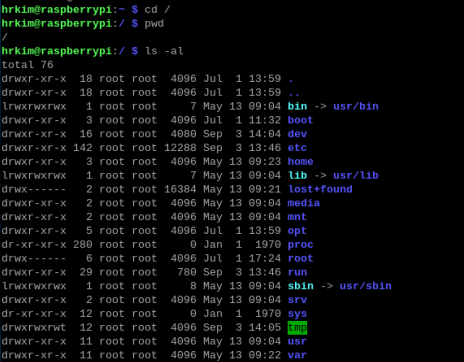 hrkim@raspberrypi:~ $ cd /
hrkim@raspberrypi:/ $ pwd
/
hrkim@raspberrypi:/ $ ls -al
total 76
drwxr-xr-x  18 root root  4096 Jul  1 13:59 .
drwxr-xr-x  18 root root  4096 Jul  1 13:59 ..
lrwxrwxrwx   1 root root     7 May 13 09:04 bin -> usr/bin
drwxr-xr-x   3 root root  4096 Jul  1 11:32 boot
drwxr-xr-x  16 root root  4080 Sep  3 14:04 dev
drwxr-xr-x 142 root root 12288 Sep  3 13:46 etc
drwxr-xr-x   3 root root  4096 May 13 09:23 home
lrwxrwxrwx   1 root root     7 May 13 09:04 lib -> usr/lib
drwx------   2 root root 16384 May 13 09:21 lost+found
drwxr-xr-x   2 root root  4096 May 13 09:04 media
drwxr-xr-x   2 root root  4096 May 13 09:04 mnt
drwxr-xr-x   5 root root  4096 Jul  1 13:59 opt
dr-xr-xr-x 280 root root     0 Jan  1  1970 proc
drwx------   6 root root  4096 Jul  1 17:24 root
drwxr-xr-x  29 root root   780 Sep  3 13:46 run
lrwxrwxrwx   1 root root     8 May 13 09:04 sbin -> usr/sbin
drwxr-xr-x   2 root root  4096 May 13 09:04 srv
dr-xr-xr-x  12 root root     0 Jan  1  1970 sys
drwxrwxrwt  12 root root  4096 Sep  3 14:05 tmp
drwxr-xr-x  11 root root  4096 May 13 09:04 usr
drwxr-xr-x  11 root root  4096 May 13 09:22 var